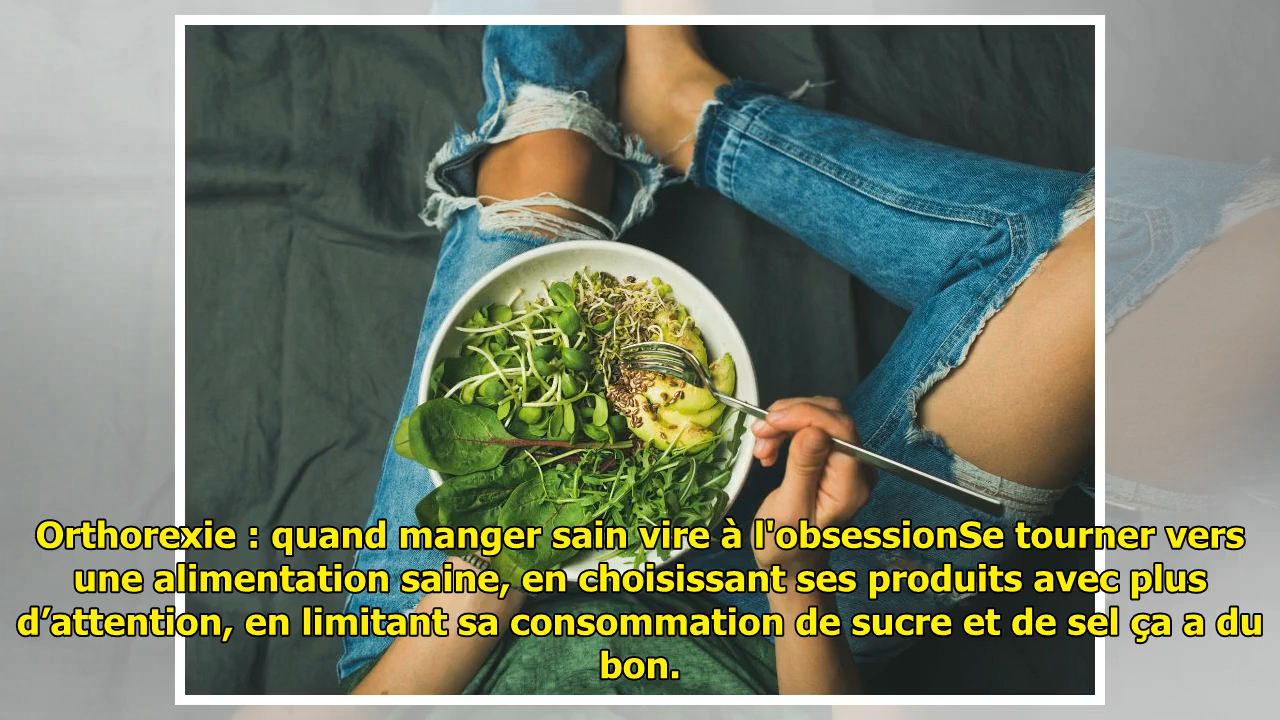 Orthorexie : quand manger sain vire à l'obsessionSe tourner vers
une alimentation saine, en choisissant ses produits avec plus
d’attention, en limitant sa consommation de sucre et de sel ça a du
bon.